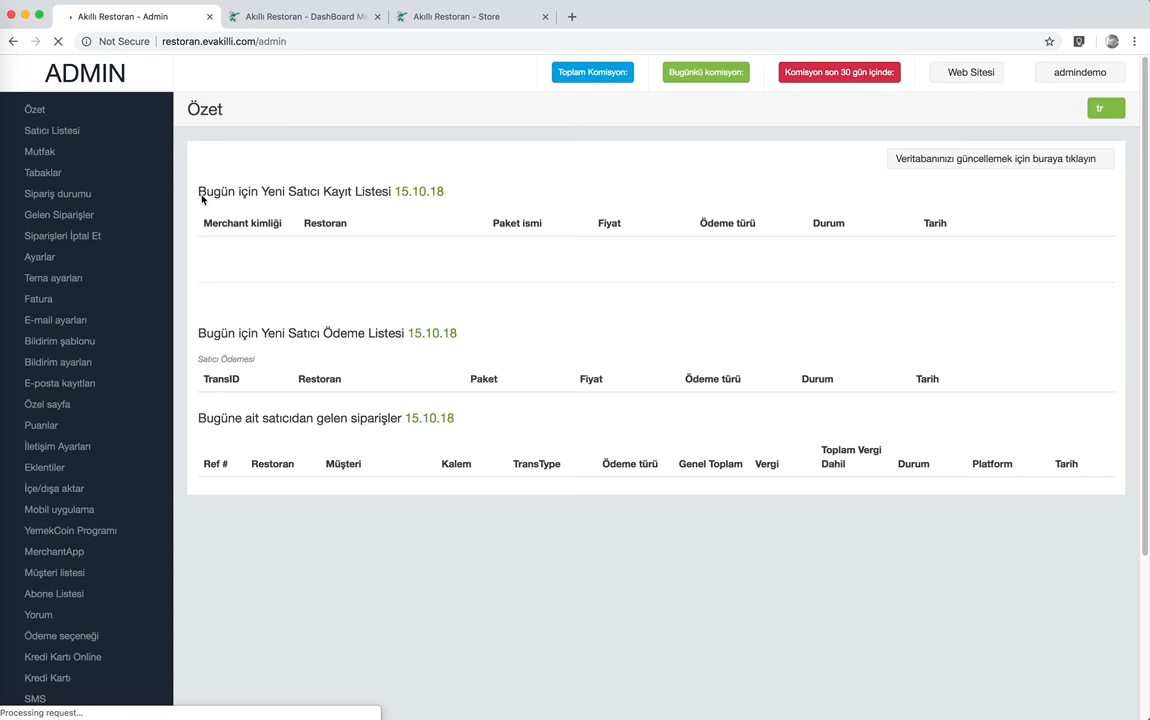 Akıllı Restoran - Admin
Akıllı Restoran - DashBoard Me
Akıllı Restoran - Store
Not Secure
restoran.evakilli.com/admin
ADMIN
Toplam Komisyon:
Bugünkü komisyon:
Komisyon son 30 gün içinde:
Web Sitesi
admindemo
Özet
tr
Özet
Satıcı Listesi
Mutfak
Tabaklar
Sipariş durumu
Gelen Siparişler
Siparişleri İptal Et
Ayarlar
Tema ayarları
Fatura
E-mail ayarları
Bildirim şablonu
Bildirim ayarları
E-posta kayıtları
Özel sayfa
Puanlar
İletişim Ayarları
Eklentiler
İçe/dışa aktar
Mobil uygulama
YemekCoin Programı
MerchantApp
Müşteri listesi
Abone Listesi
Yorum
Ödeme seçeneği
Kredi Kartı Online
Kredi Kartı
SMS
Veritabanınızı güncellemek için buraya tıklayın
Bugün için Yeni Satıcı Kayıt Listesi 15.10.18
Merchant kimliği Restoran Paket ismi Fiyat Ödeme türü Durum Tarih
Bugün için Yeni Satıcı Ödeme Listesi 15.10.18
Satıcı Ödemesi
TransID Restoran Paket Fiyat Ödeme türü Durum Tarih
Bugüne ait satıcıdan gelen siparişler 15.10.18
Ref # Restoran Müşteri Kalem TransType Ödeme türü Genel Toplam Vergi Toplam Vergi Dahil Durum Platform Tarih
Processing request...